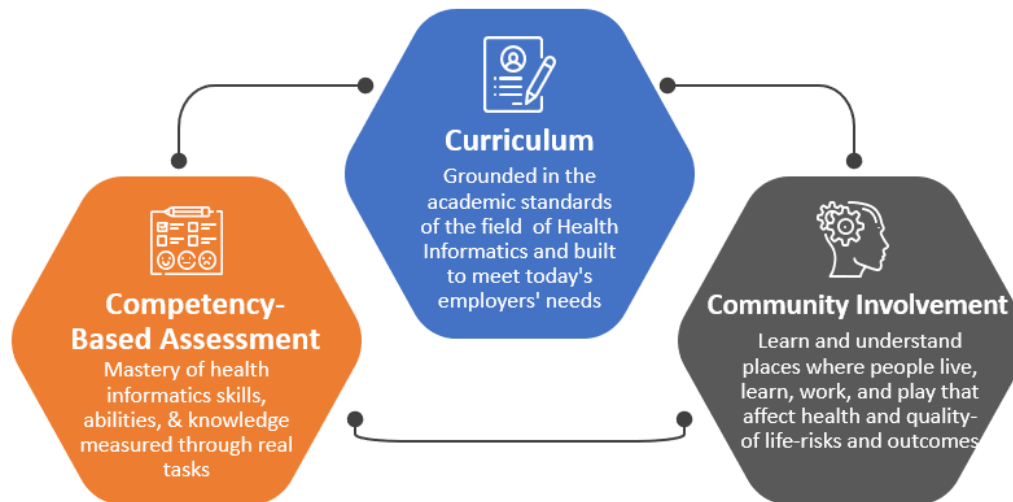 Curriculum
Grounded in the
academic standards
of the field of Health
Informatics and built
to meet today's
employers' needs
Competency-
Based Assessment
Mastery of health
informatics skills,
abilities, & knowledge
measured through real
tasks
Community Involvement
Learn and understand
places where people live,
learn, work, and play that
affect health and quality-
of life-risks and outcomes